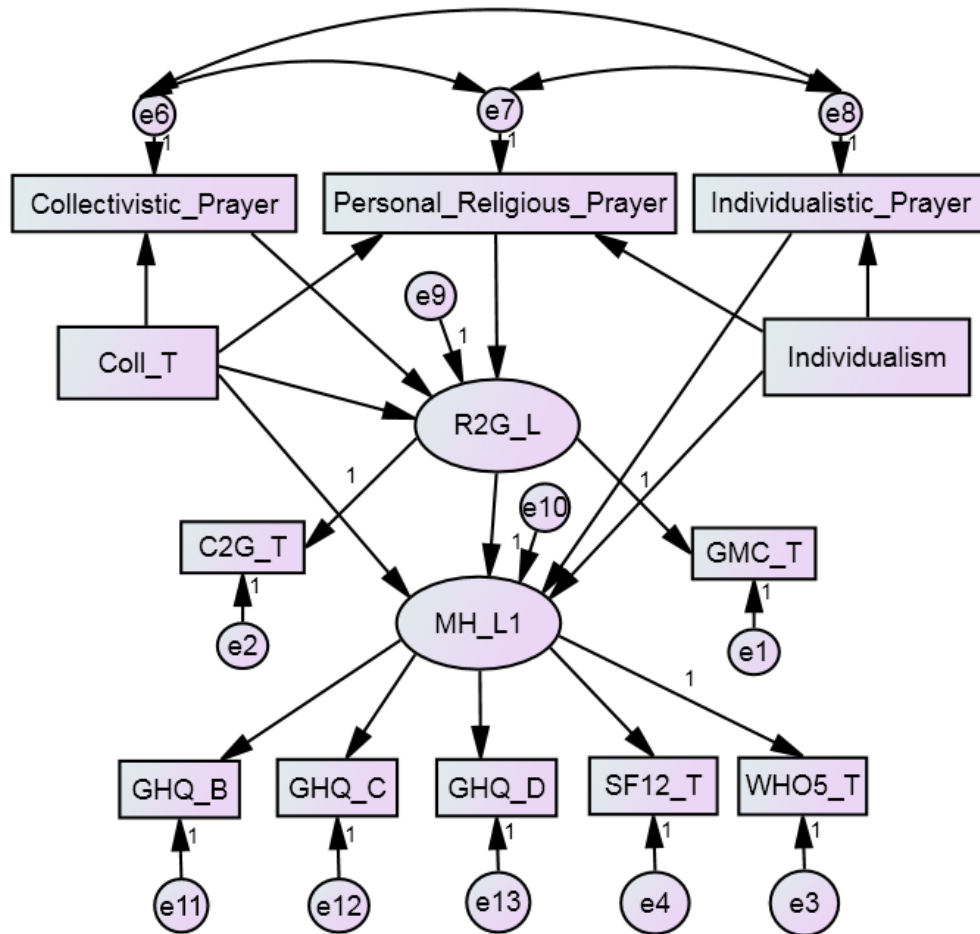 e6
e7
e8
1
1
1
Collectivistic_Prayer
Personal_Religious_Prayer
Individualistic_Prayer
e9
1
Coll_T
Individualism
R2G_L
1
1
e10
1
C2G_T
GMC_T
1
1
e2
MH_L1
e1
1
GHQ_B
GHQ_C
GHQ_D
SF12_T
WHO5_T
1
1
1
1
1
e11
e12
e13
e4
e3